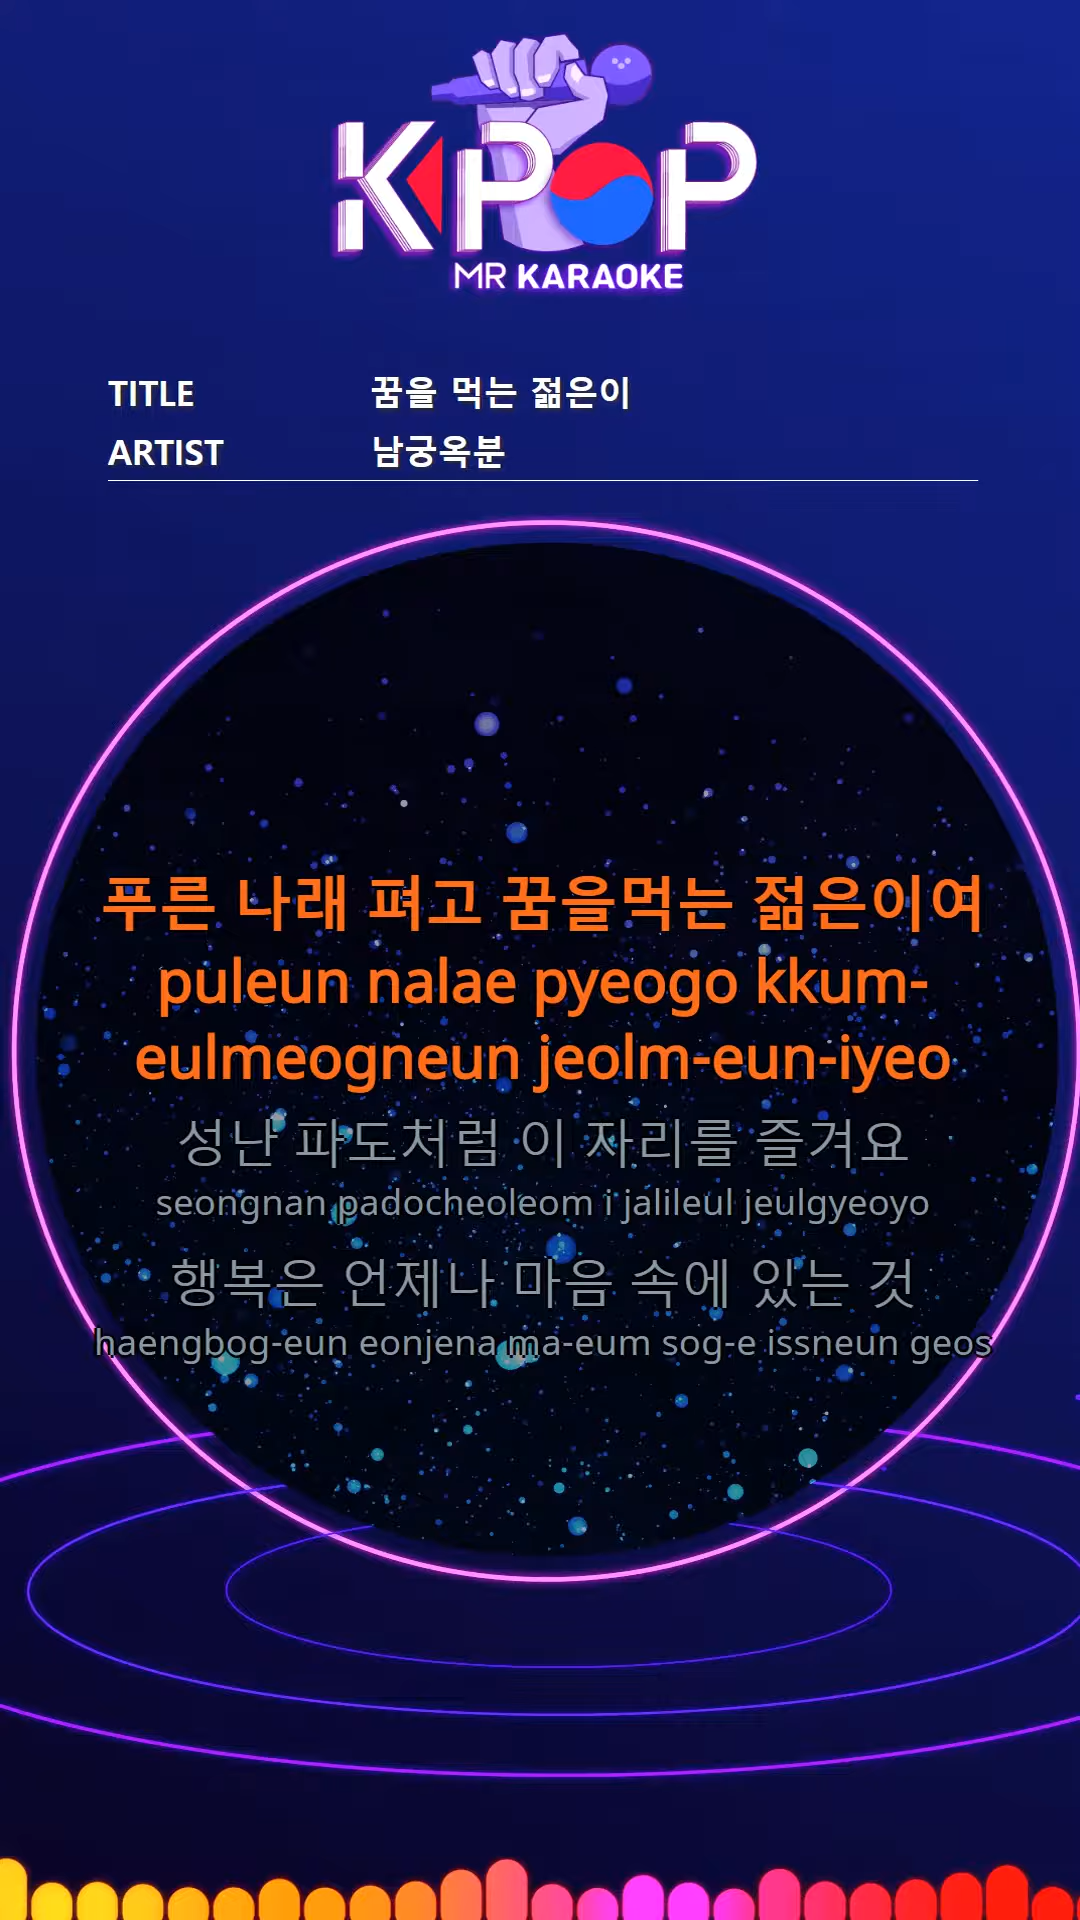 KPOP
MR KARAOKE
TITLE 꿈을 먹는 젊은이
ARTIST 남궁옥분
푸른 나래 펴고 꿈을먹는 젊은이여
puleun nalae pyeogo kkum-
eulmeogneun jeolm-eun-iyeo
성난 파도처럼 이 자리를 즐겨요
seongnan padocheoleom i jalileul jeulgyeoyo
행복은 언제나 마음 속에 있는 것
haengbog-eun eonjena ma-eum sog-e issneun geos